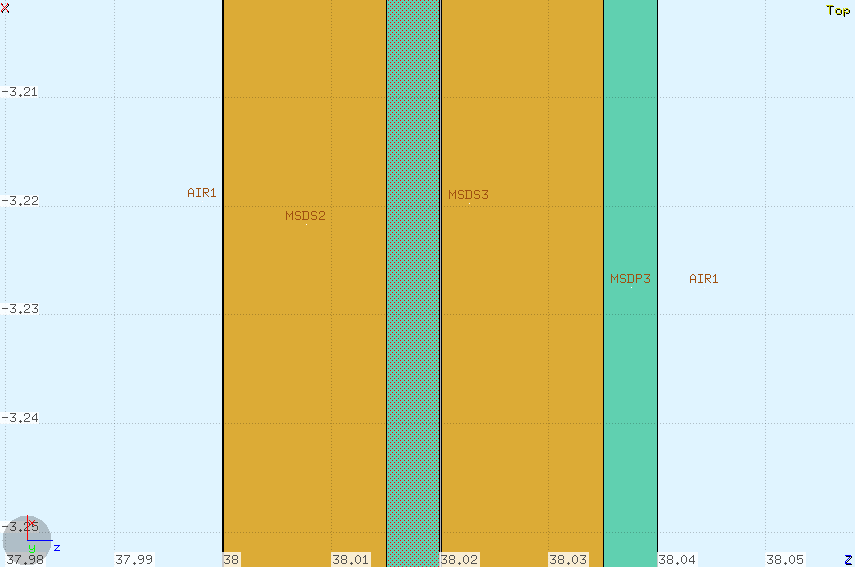 X
Top
-3.21
AIR1
MSDS3
-3.22
MSDS2
MSDP3
AIR1
-3.23
-3.24
-3.25
x
y
z
37.98
37.99
38
38.01
38.02
38.03
38.04
38.05
Z